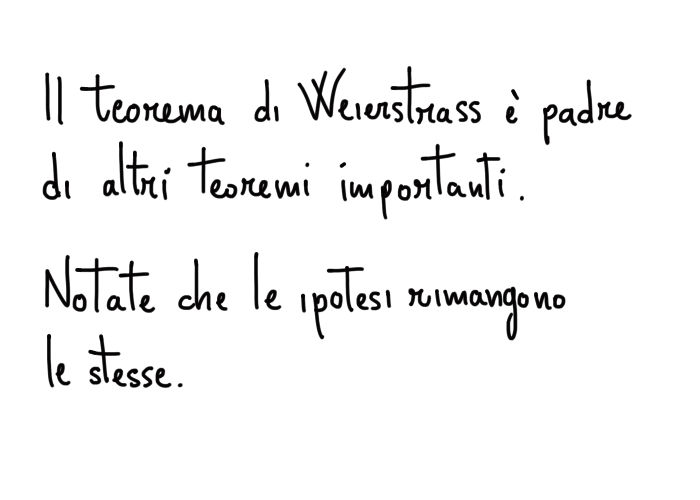 Il teorema di Weierstrass è padre
di altri teoremi importanti.
Notate che le ipotesi rimangono
le stesse.